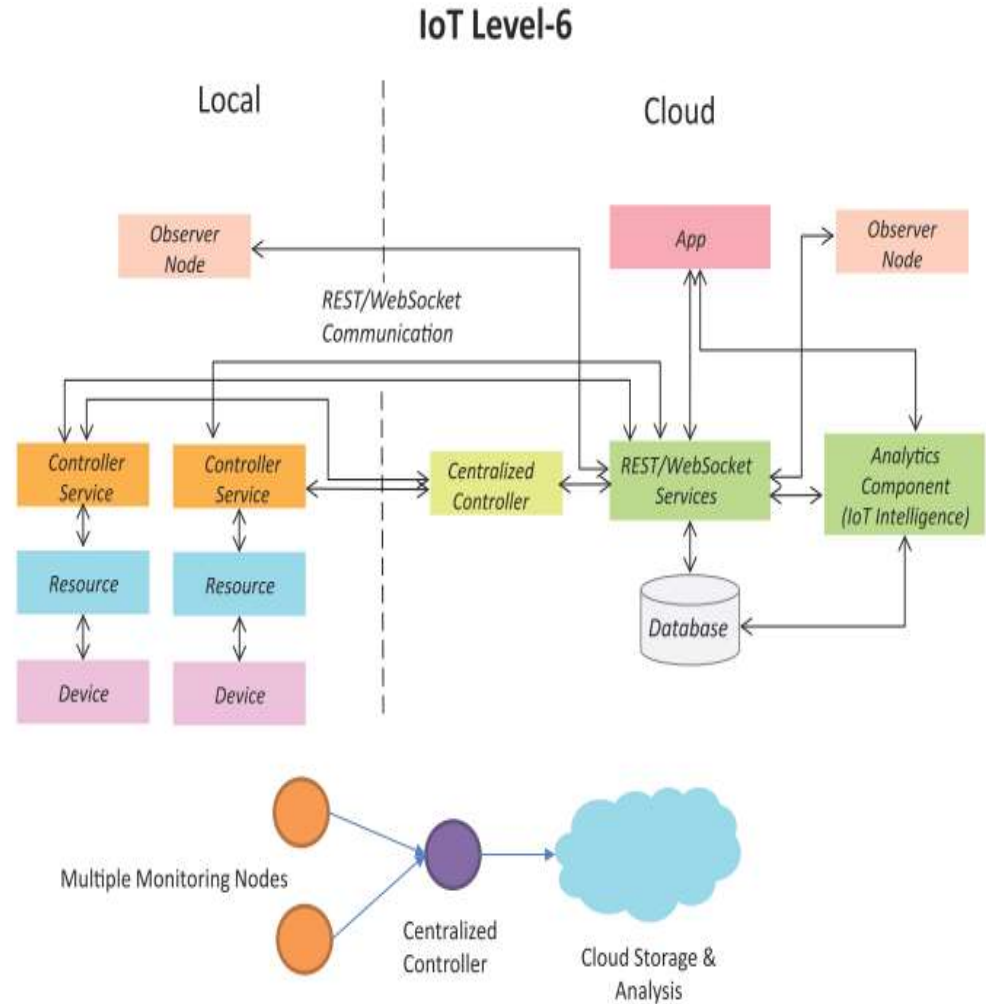 IoT Level-6
Local
Cloud
Observer
Node
App
Observer
Node
REST/WebSocket
Communication
Controller
Service
Controller
Service
Centralized
Controller
REST/WebSocket
Services
Analytics
Component
(IoT Intelligence)
Resource
Resource
Database
Device
Device
Multiple Monitoring Nodes
Centralized
Controller
Cloud Storage &
Analysis